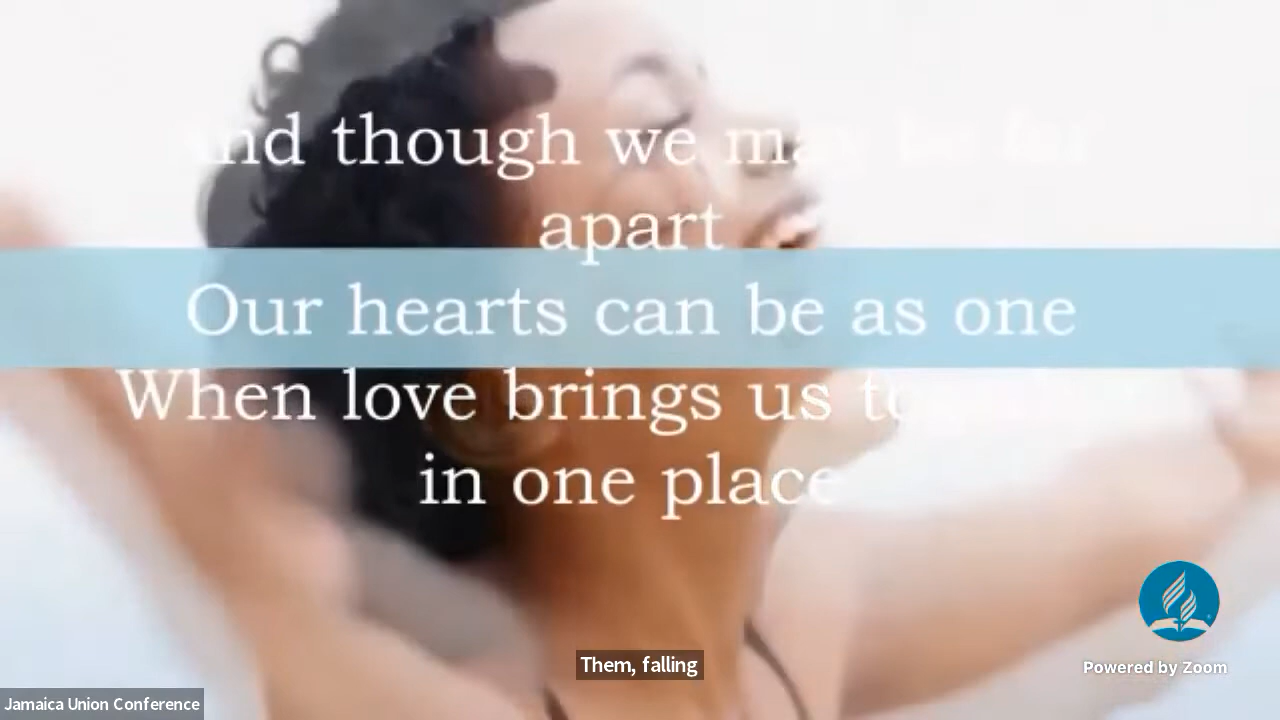 and though we may be far
apart
Our hearts can be as one
When love brings us together
in one place
Them, falling
Powered by Zoom
Jamaica Union Conference